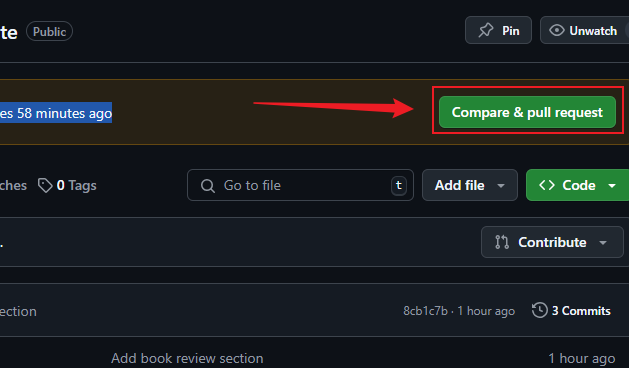 te Public Pin Unwatch
es 58 minutes ago Compare & pull request
ches 0 Tags Go to file t Add file Code
. Contribute
ection 8cb1c7b · 1 hour ago 3 Commits
Add book review section 1 hour ago